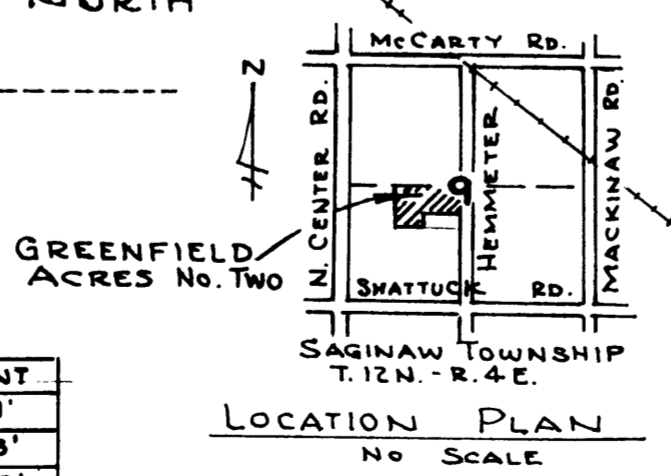 NORTH
McCARTY RD.
N
N. CENTER RD.
HEMMETER
MACKINAW RD.
9
GREENFIELD
ACRES No. TWO
SHATTUCK RD.
SAGINAW TOWNSHIP
T. 12 N. - R. 4 E.
LOCATION PLAN
NO SCALE